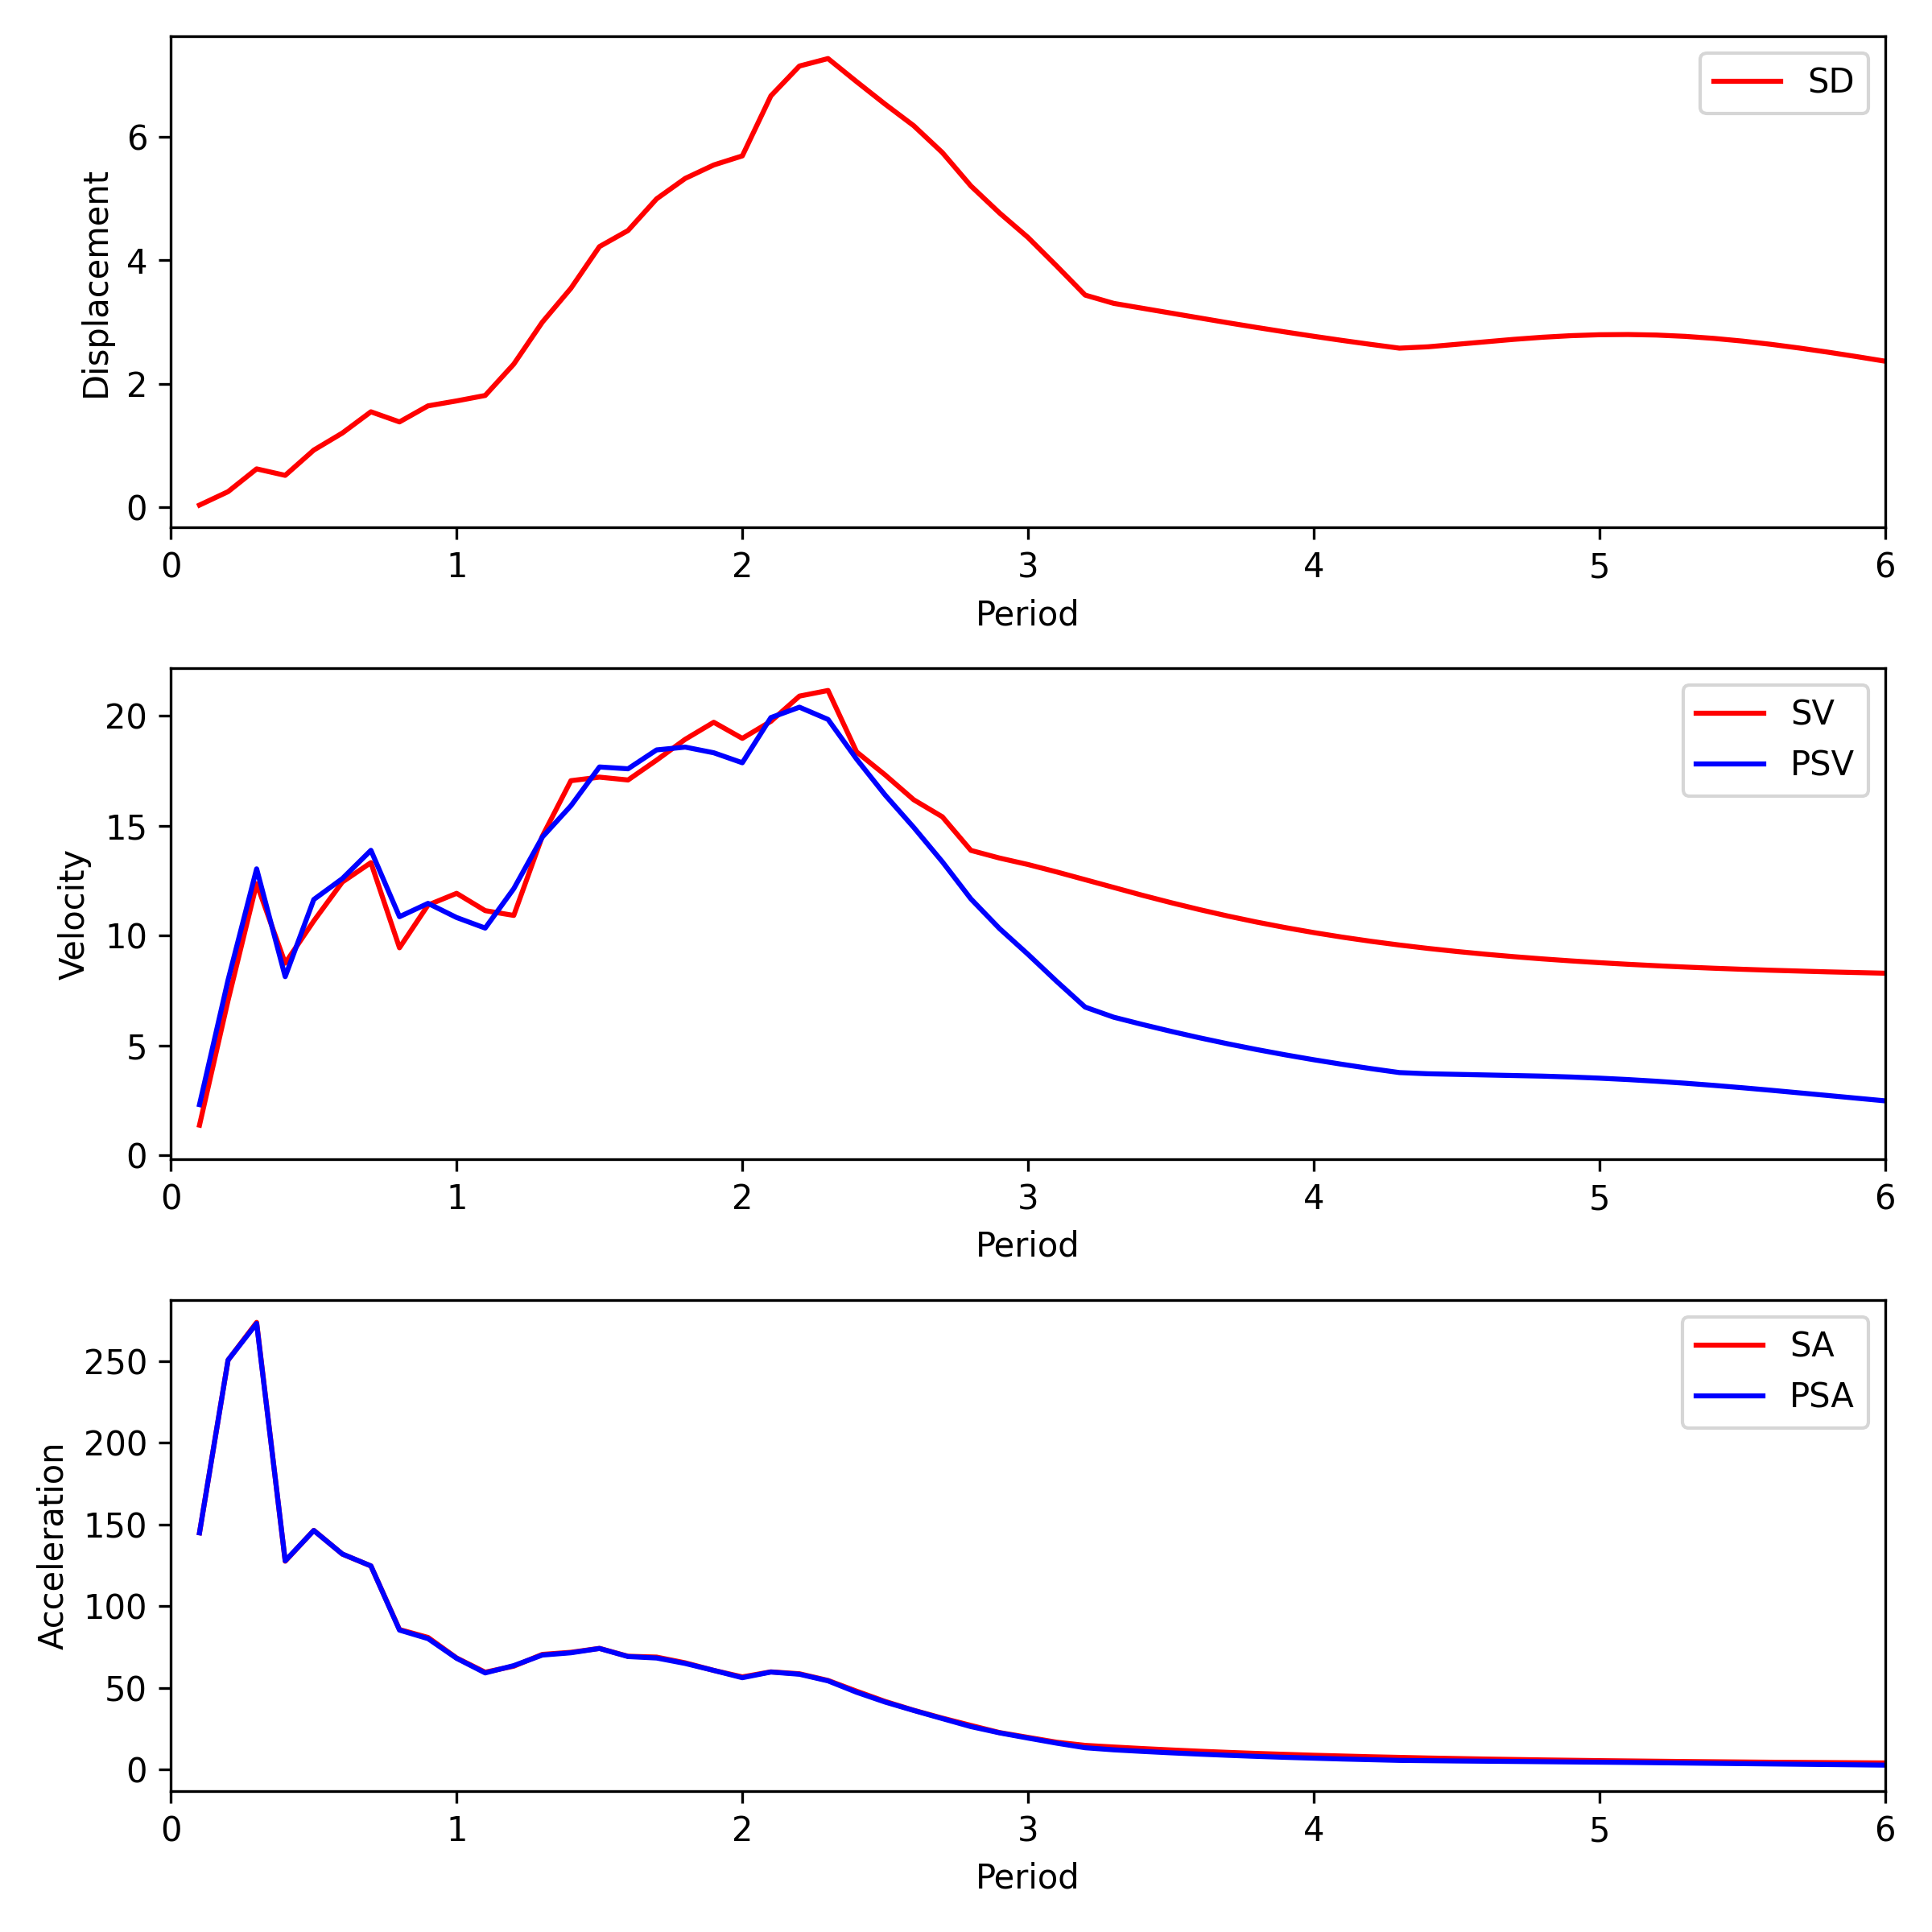 SD
6
4
2
0
Displacement
0 1 2 3 4 5 6
Period
SV
PSV
20
15
10
5
0
Velocity
0 1 2 3 4 5 6
Period
SA
PSA
250
200
150
100
50
0
Acceleration
0 1 2 3 4 5 6
Period